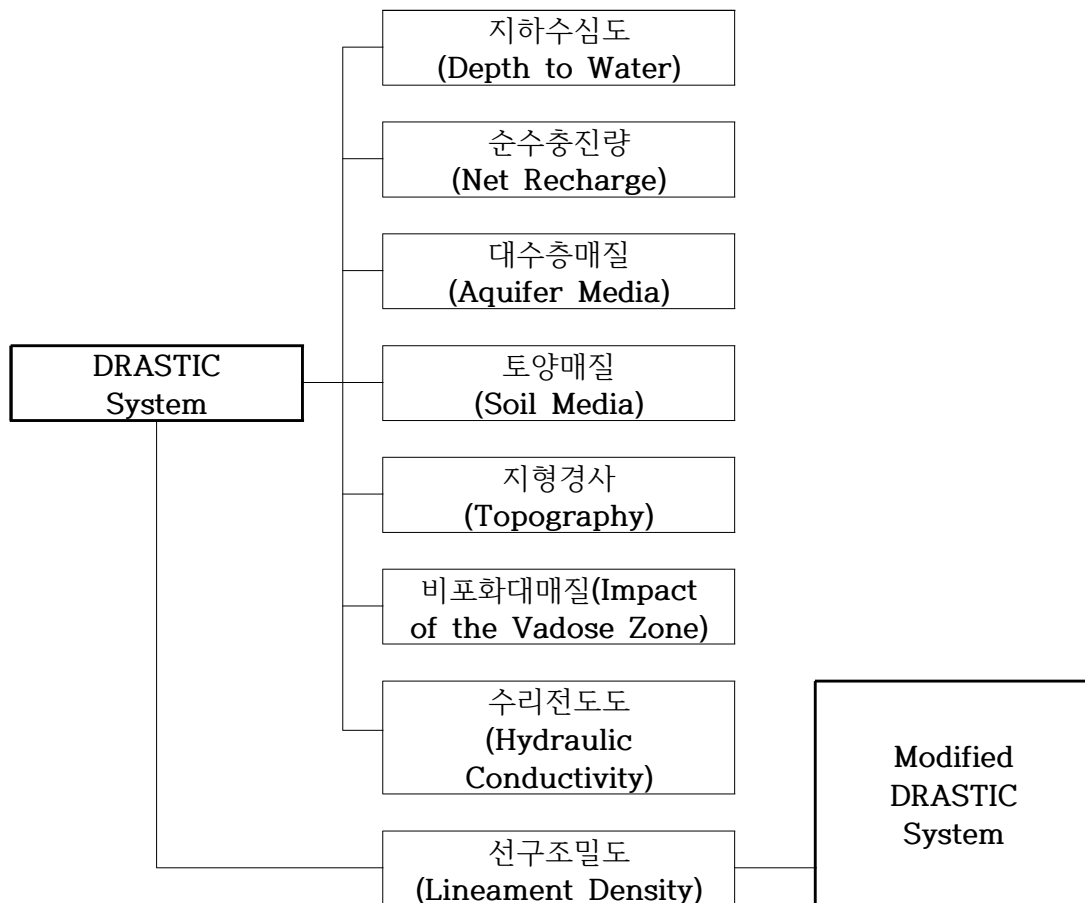 지하수심도
(Depth to Water)
순수충진량
(Net Recharge)
대수층매질
(Aquifer Media)
DRASTIC
System
토양매질
(Soil Media)
지형경사
(Topography)
비포화대매질(Impact
of the Vadose Zone)
수리전도도
(Hydraulic
Conductivity)
Modified
DRASTIC
System
선구조밀도
(Lineament Density)